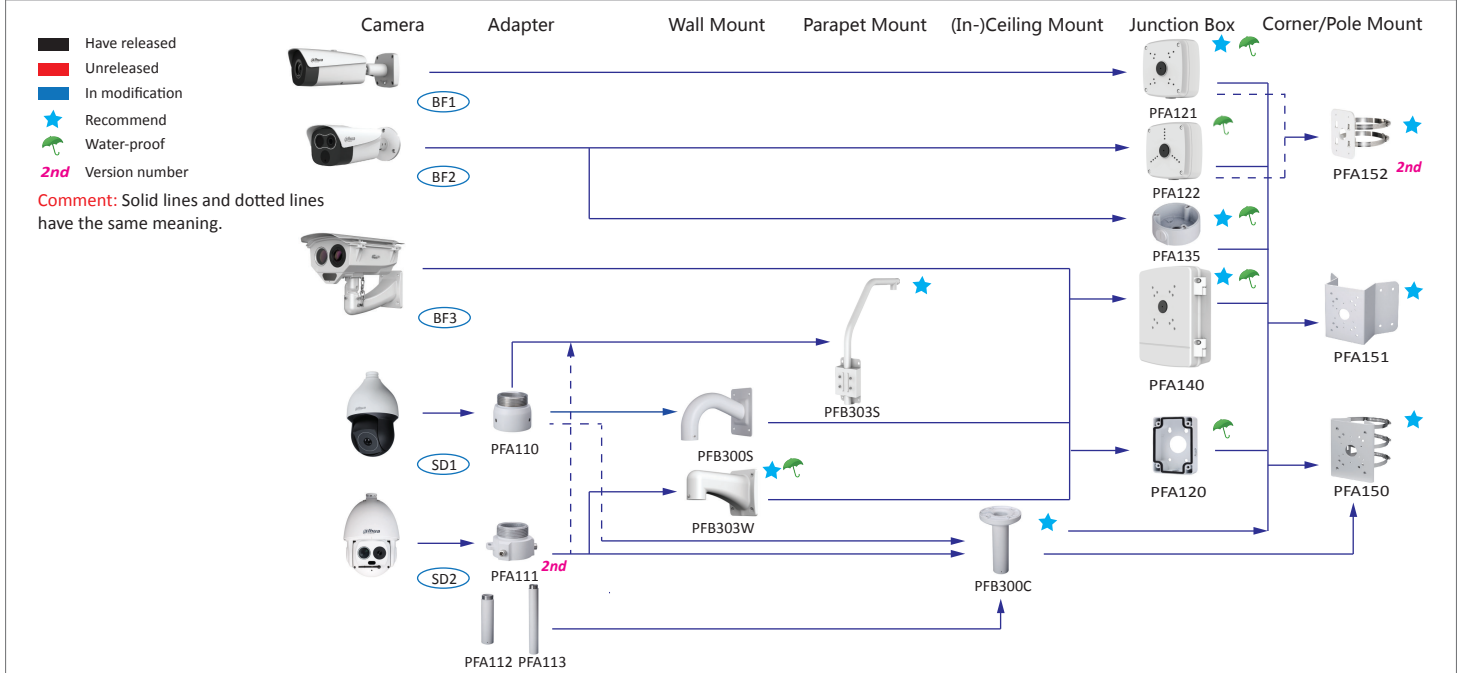 Camera Adapter Wall Mount Parapet Mount (In-)Ceiling Mount Junction Box Corner/Pole Mount
Have released
Unreleased
In modification
Recommend
Water-proof
2nd Version number
Comment: Solid lines and dotted lines
have the same meaning.
BF1
PFA121
BF2
PFA122
PFA152 2nd
PFA135
BF3
PFA151
PFA140
PFB303S
SD1
PFA110
PFB300S
PFA120
PFA150
PFB303W
SD2
PFA111 2nd
PFB300C
PFA112 PFA113